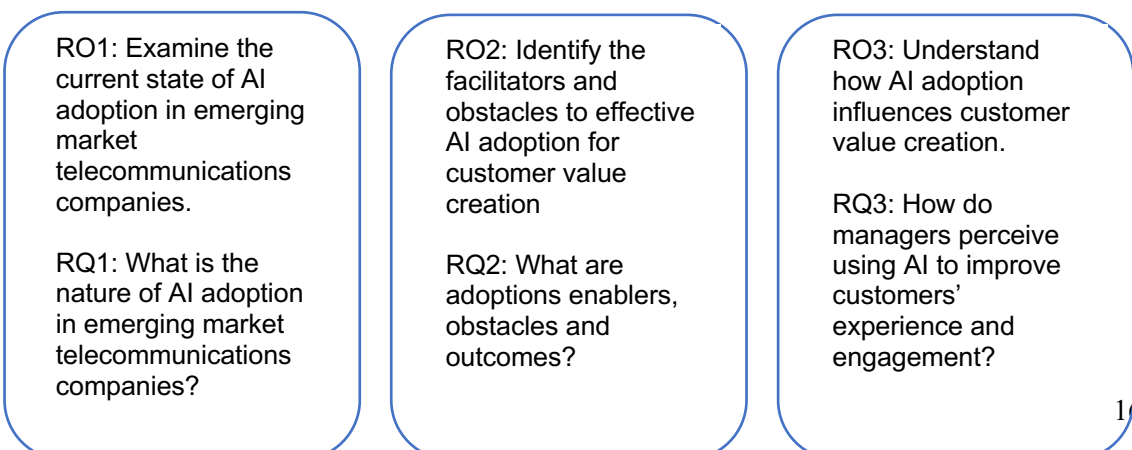 RO1: Examine the
current state of AI
adoption in emerging
market
telecommunications
companies.
RQ1: What is the
nature of AI adoption
in emerging market
telecommunications
companies?
RO2: Identify the
facilitators and
obstacles to effective
AI adoption for
customer value
creation
RQ2: What are
adoptions enablers,
obstacles and
outcomes?
RO3: Understand
how AI adoption
influences customer
value creation.
RQ3: How do
managers perceive
using AI to improve
customers’
experience and
engagement?